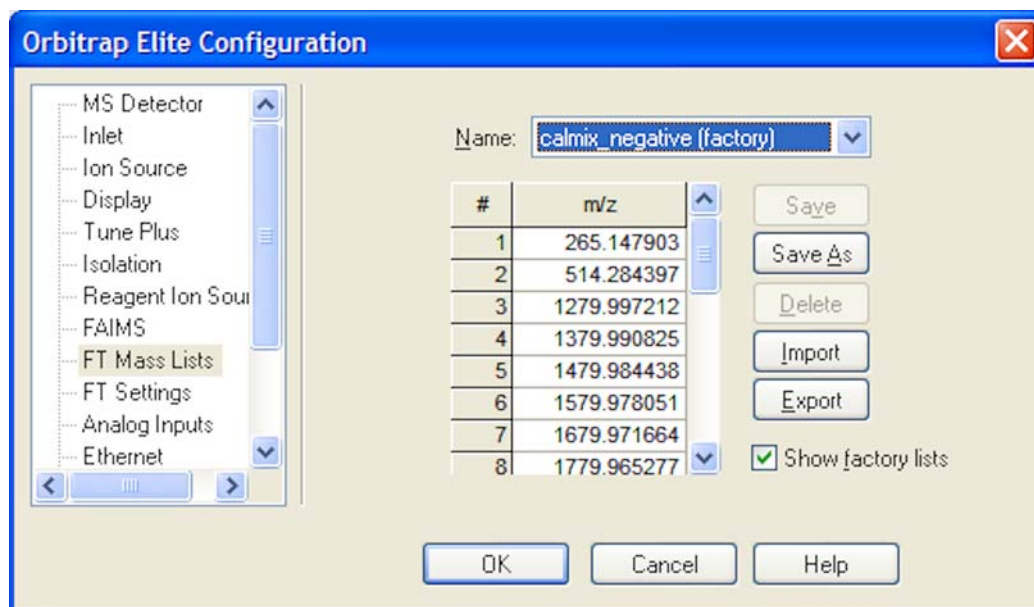 Orbitrap Elite Configuration
MS Detector
Inlet
Ion Source
Display
Tune Plus
Isolation
Reagent Ion Sour
FAIMS
FT Mass Lists
FT Settings
Analog Inputs
Ethernet
Name: calmix_negative (factory)
# m/z
1 265.147903
2 514.284397
3 1279.997212
4 1379.990825
5 1479.984438
6 1579.978051
7 1679.971664
8 1779.965277
Save
Save As
Delete
Import
Export
Show factory lists
OK Cancel Help